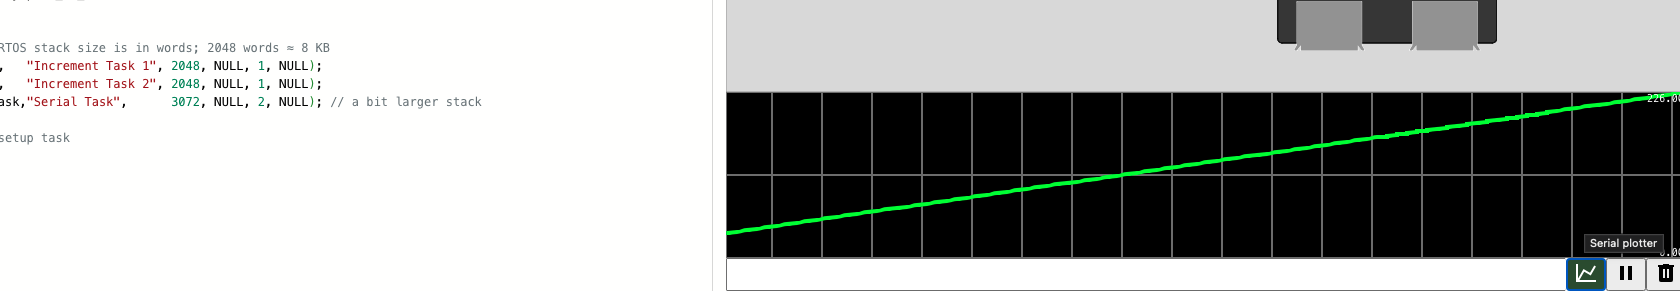 RTOS stack size is in words; 2048 words ≈ 8 KB
, "Increment Task 1", 2048, NULL, 1, NULL);
, "Increment Task 2", 2048, NULL, 1, NULL);
ask,"Serial Task", 3072, NULL, 2, NULL); // a bit larger stack
setup task
226.0
Serial plotter